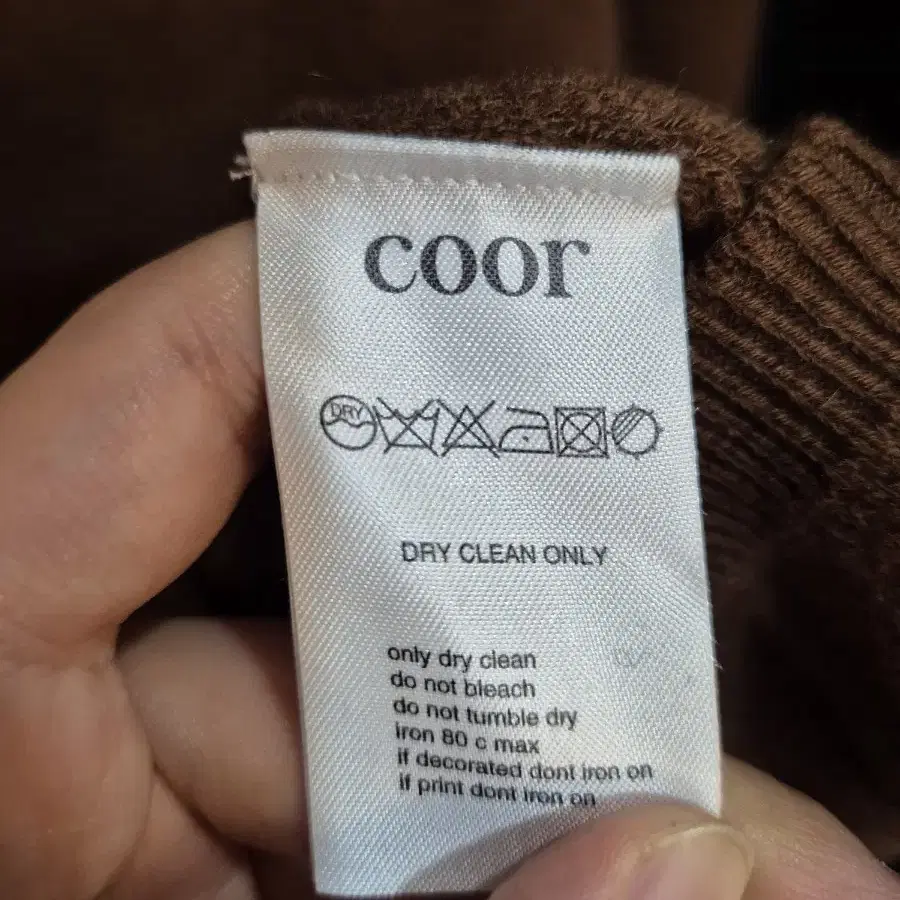 coor
DRY
DRY CLEAN ONLY
only dry clean
do not bleach
do not tumble dry
iron 80 c max
if decorated dont iron on
if print dont iron on